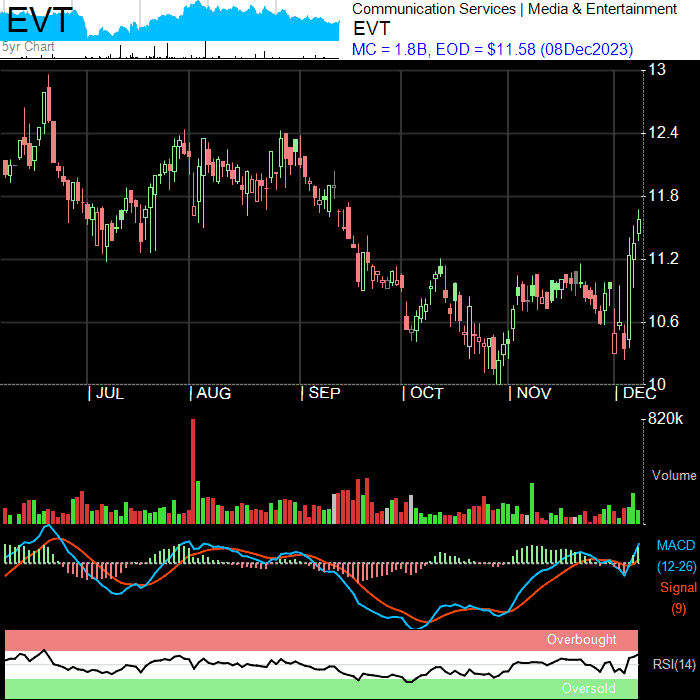 EVT
5yr Chart
Communication Services | Media & Entertainment
EVT
MC = 1.8B, EOD = $11.58 (08Dec2023)
13
12.4
11.8
11.2
10.6
10
JUL AUG SEP OCT NOV DEC
820k
Volume
MACD
(12-26)
Signal
(9)
Overbought
RSI(14)
Oversold